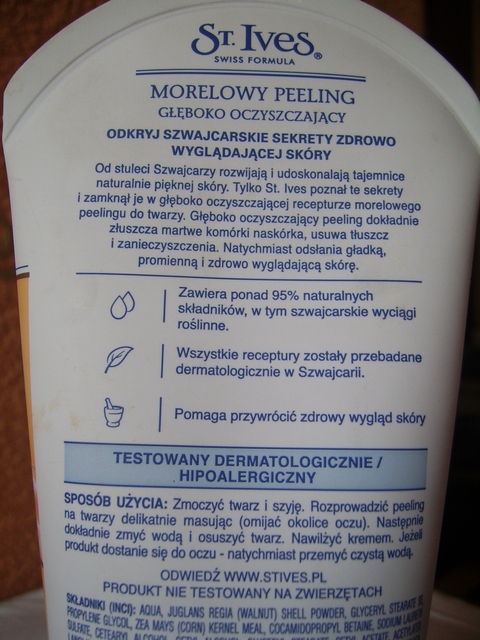 ST. IVES®
SWISS FORMULA
MORELOWY PEELING
GŁĘBOKO OCZYSZCZAJĄCY
ODKRYJ SZWAJCARSKIE SEKRETY ZDROWO
WYGLĄDAJĄCEJ SKÓRY
Od stuleci Szwajcarzy rozwijają i udoskonalają tajemnice
naturalnie pięknej skóry. Tylko St. Ives poznał te sekrety
i zamknął je w głęboko oczyszczającej recepturze morelowego
peelingu do twarzy. Głęboko oczyszczający peeling dokładnie
złuszcza martwe komórki naskórka, usuwa tłuszcz
i zanieczyszczenia. Natychmiast odsłania gładką,
promienną i zdrowo wyglądającą skórę.
Zawiera ponad 95% naturalnych
składników, w tym szwajcarskie wyciągi
roślinne.
Wszystkie receptury zostały przebadane
dermatologicznie w Szwajcarii.
Pomaga przywrócić zdrowy wygląd skóry
TESTOWANY DERMATOLOGICZNIE /
HIPOALERGICZNY
SPOSÓB UŻYCIA: Zmoczyć twarz i szyję. Rozprowadzić peeling
na twarzy delikatnie masując (omijać okolice oczu). Następnie
dokładnie zmyć wodą i osuszyć twarz. Nawilżyć kremem. Jeżeli
produkt dostanie się do oczu - natychmiast przemyć czystą wodą.
ODWIEDŹ WWW.STIVES.PL
PRODUKT NIE TESTOWANY NA ZWIERZĘTACH
SKŁADNIKI (INCI): AQUA, JUGLANS REGIA (WALNUT) SHELL POWDER, GLYCERYL STEARATE SE,
PROPYLENE GLYCOL, ZEA MAYS (CORN) KERNEL MEAL, COCAMIDOPROPYL BETAINE, SODIUM LAURETH
SULFATE, CETEARYL ALCOHOL, CETYL